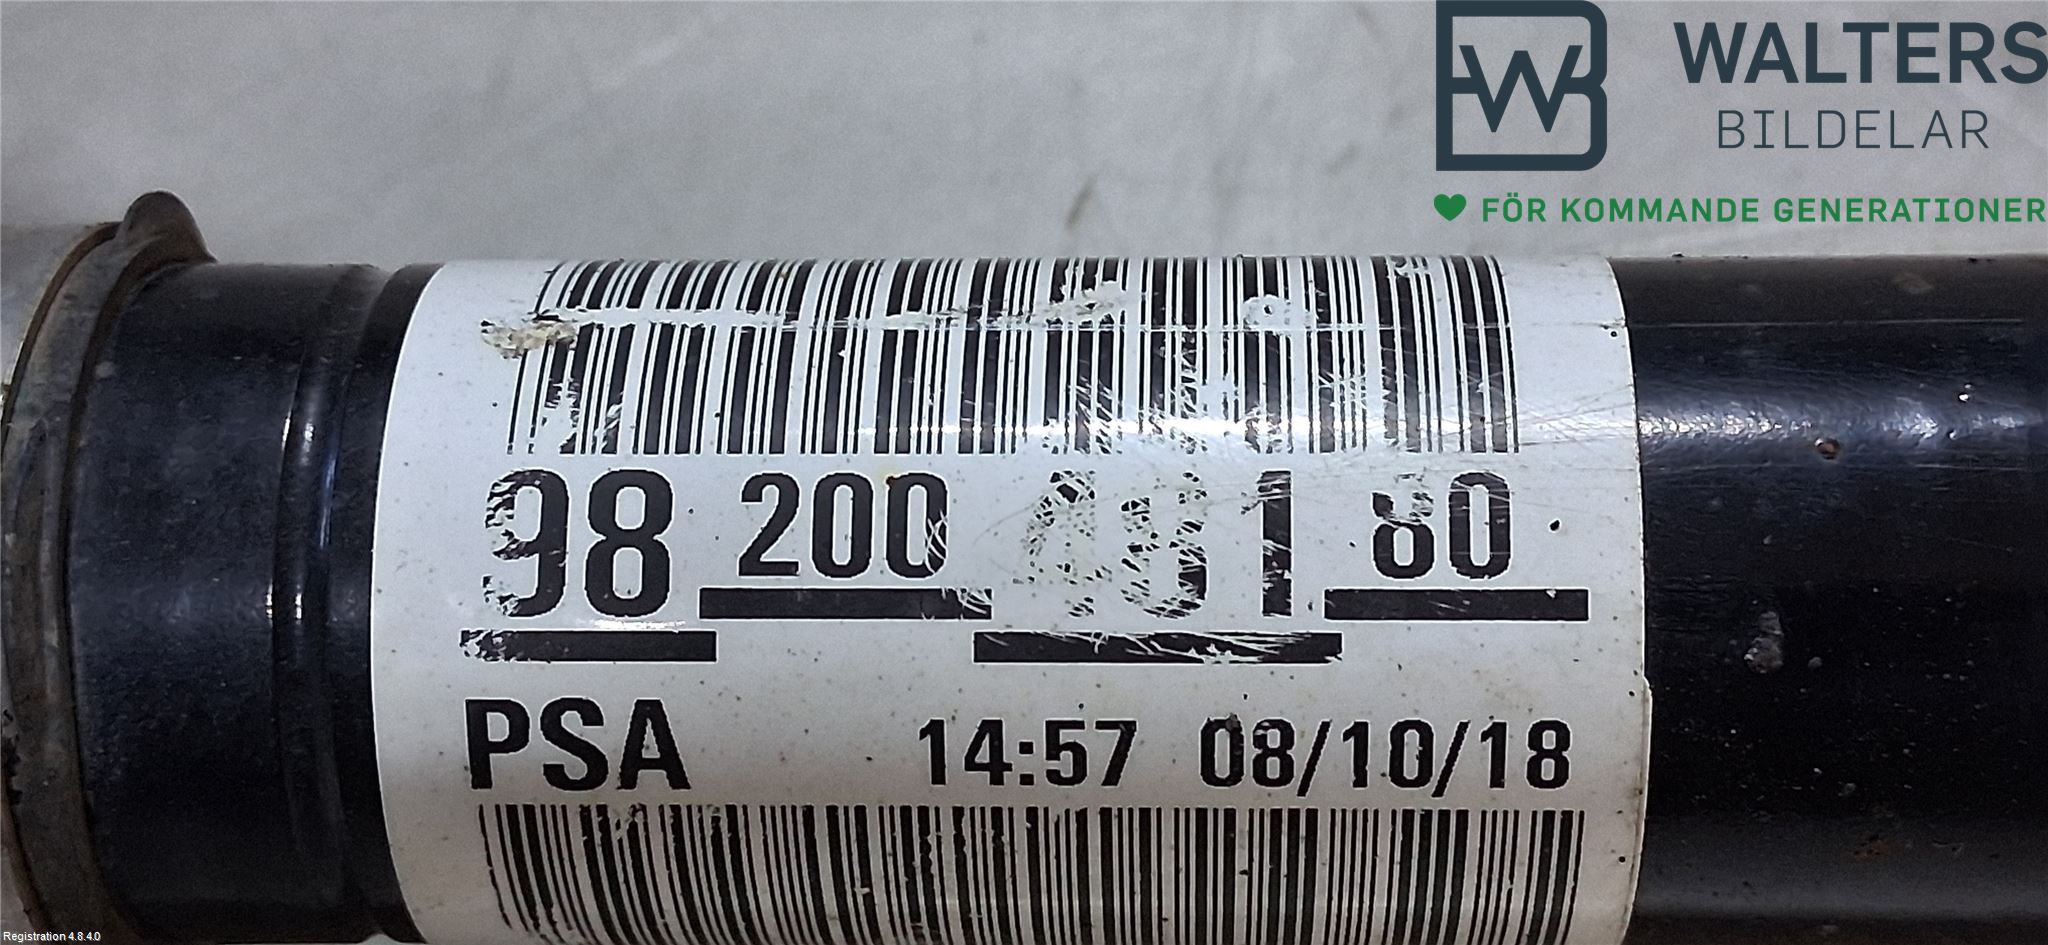 WALTERS
BILDELAR
FÖR KOMMANDE GENERATIONER
98 200 481 80
PSA 14:57 08/10/18
Registration 4.8.4.0